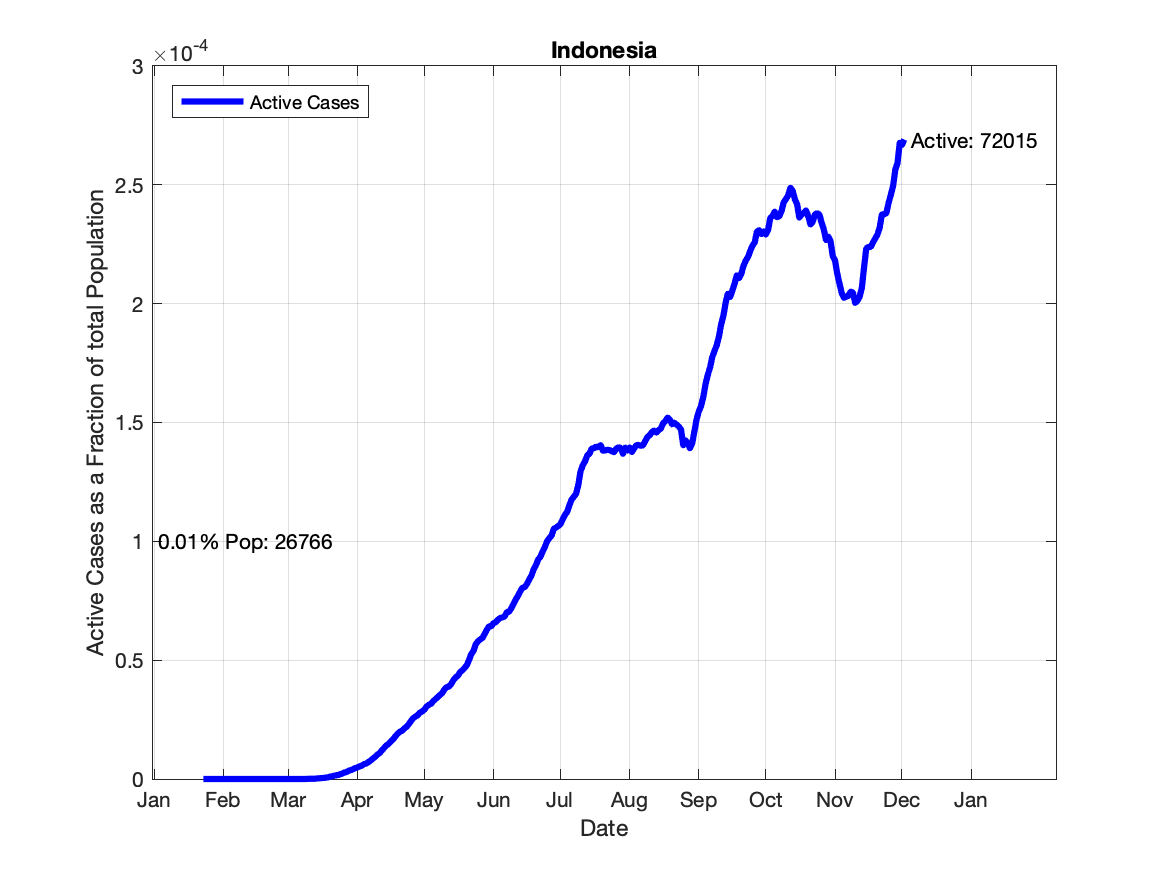 Indonesia
×10⁻⁴
3
2.5
2
1.5
1
0.5
0
Active Cases as a Fraction of total Population
Active Cases
Active: 72015
0.01% Pop: 26766
Jan Feb Mar Apr May Jun Jul Aug Sep Oct Nov Dec Jan
Date